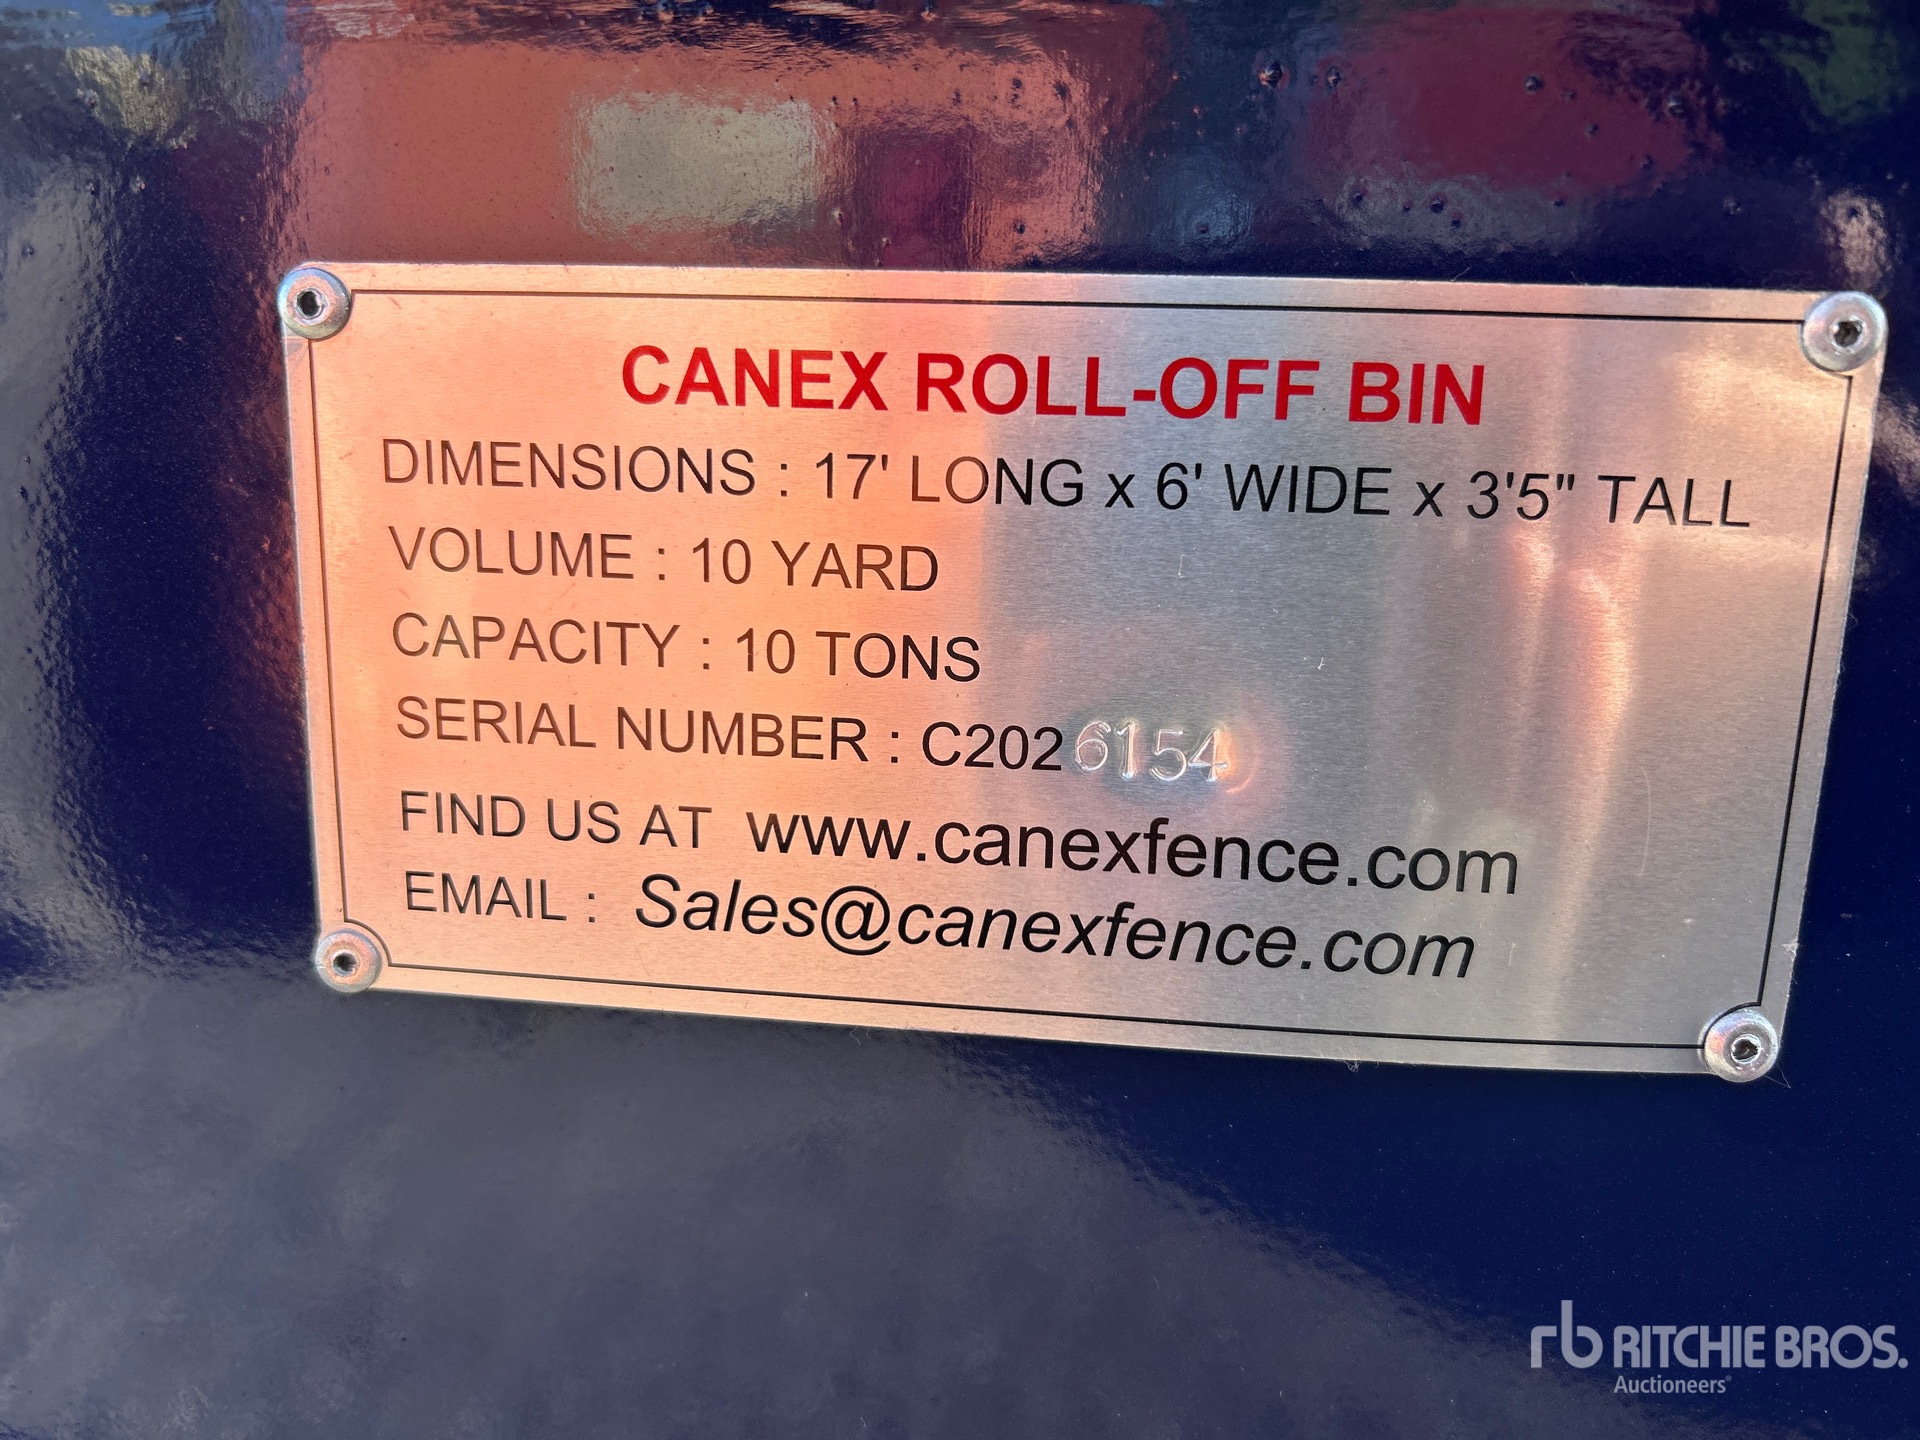 CANEX ROLL-OFF BIN
DIMENSIONS : 17' LONG x 6' WIDE x 3'5" TALL
VOLUME : 10 YARD
CAPACITY : 10 TONS
SERIAL NUMBER : C2026154
FIND US AT www.canexfence.com
EMAIL : Sales@canexfence.com
rb RITCHIE BROS.
Auctioneers®